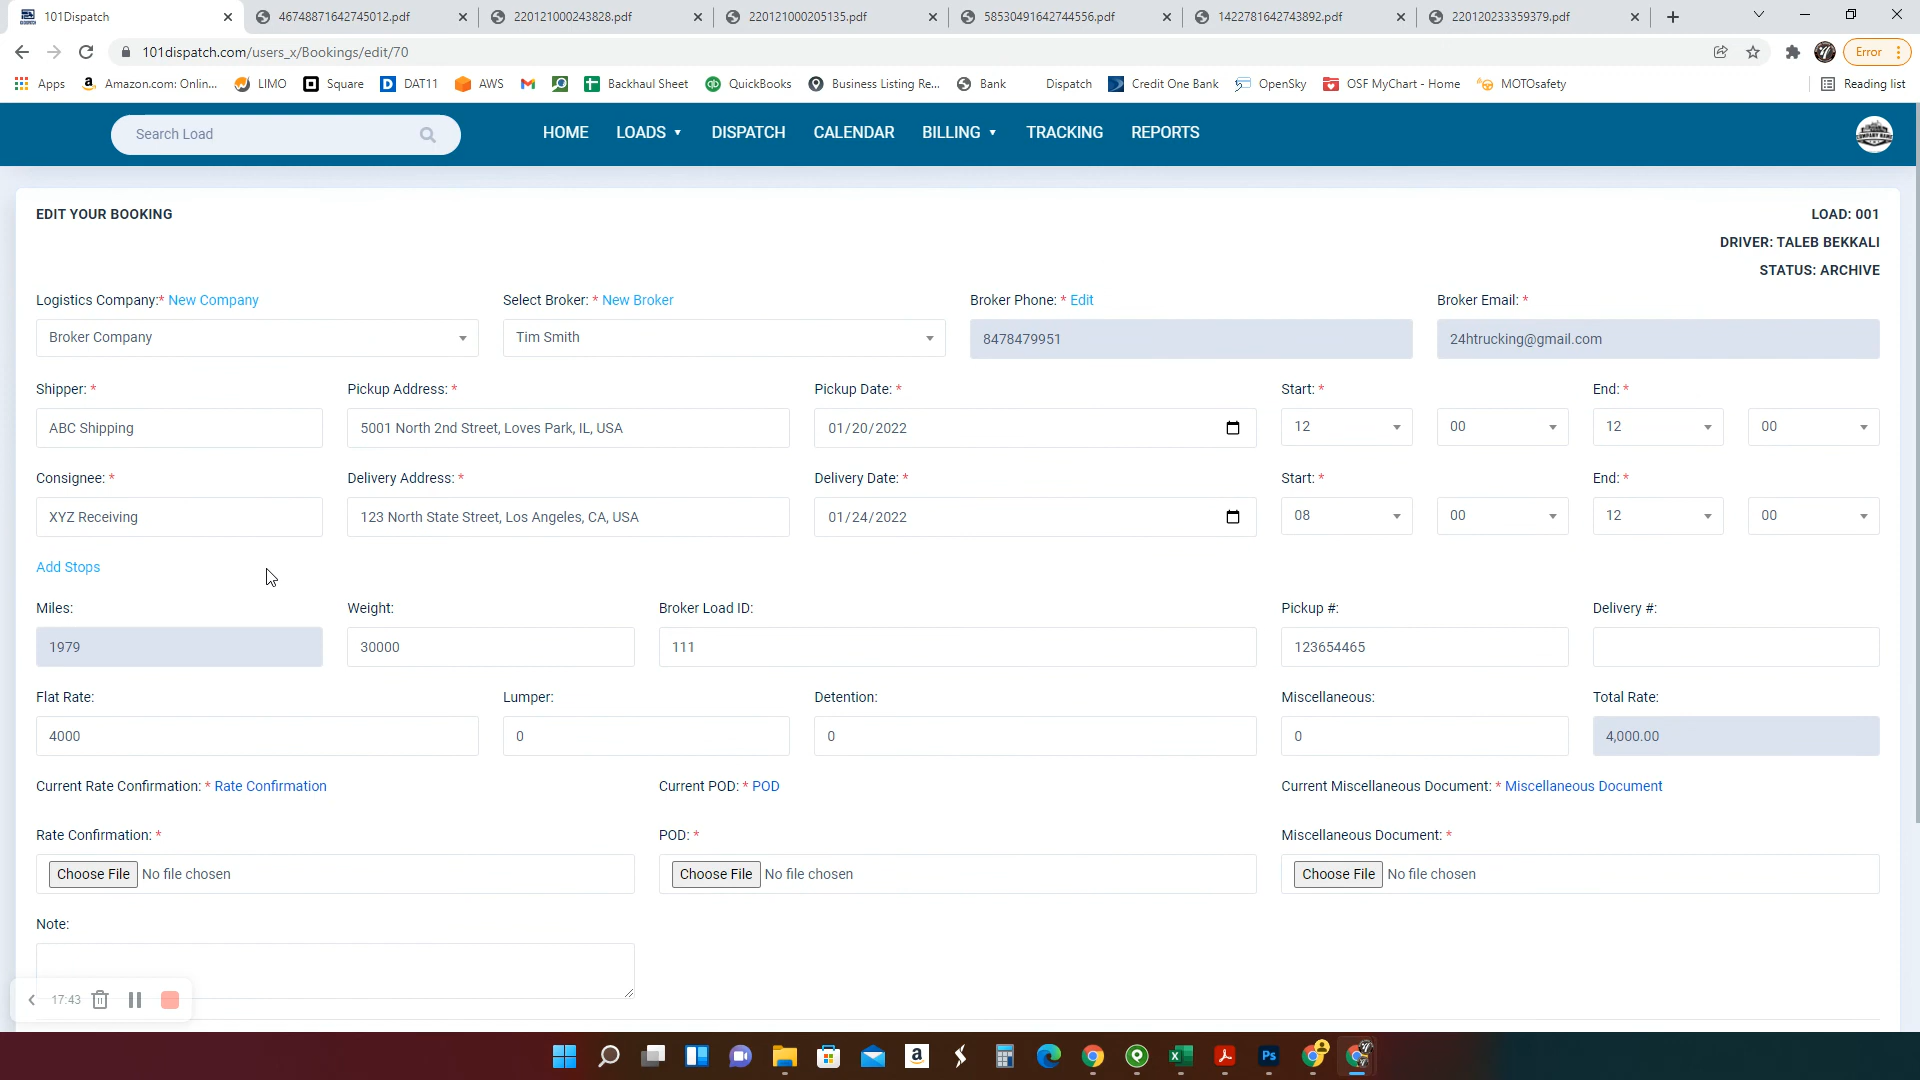 101Dispatch
46748871642745012.pdf
220121000243828.pdf
220121000205135.pdf
58530491642744556.pdf
1422781642743892.pdf
220120233359379.pdf
101dispatch.com/users_x/Bookings/edit/70
Error
Apps
Amazon.com: Onlin...
LIMO
Square
DAT11
AWS
Backhaul Sheet
QuickBooks
Business Listing Re...
Bank
Dispatch
Credit One Bank
OpenSky
OSF MyChart - Home
MOTOsafety
Reading list
Search Load
HOME
LOADS
DISPATCH
CALENDAR
BILLING
TRACKING
REPORTS
EDIT YOUR BOOKING
LOAD: 001
DRIVER: TALEB BEKKALI
STATUS: ARCHIVE
Logistics Company:* New Company
Select Broker: * New Broker
Broker Phone: * Edit
Broker Email: *
Broker Company
Tim Smith
8478479951
24htrucking@gmail.com
Shipper: *
Pickup Address: *
Pickup Date: *
Start: *
End: *
ABC Shipping
5001 North 2nd Street, Loves Park, IL, USA
01/20/2022
12
00
12
00
Consignee: *
Delivery Address: *
Delivery Date: *
Start: *
End: *
XYZ Receiving
123 North State Street, Los Angeles, CA, USA
01/24/2022
08
00
12
00
Add Stops
Miles:
Weight:
Broker Load ID:
Pickup #:
Delivery #:
1979
30000
111
123654465
Flat Rate:
Lumper:
Detention:
Miscellaneous:
Total Rate:
4000
0
0
0
4,000.00
Current Rate Confirmation: * Rate Confirmation
Current POD: * POD
Current Miscellaneous Document: * Miscellaneous Document
Rate Confirmation: *
POD: *
Miscellaneous Document: *
Choose File No file chosen
Choose File No file chosen
Choose File No file chosen
Note:
17:43